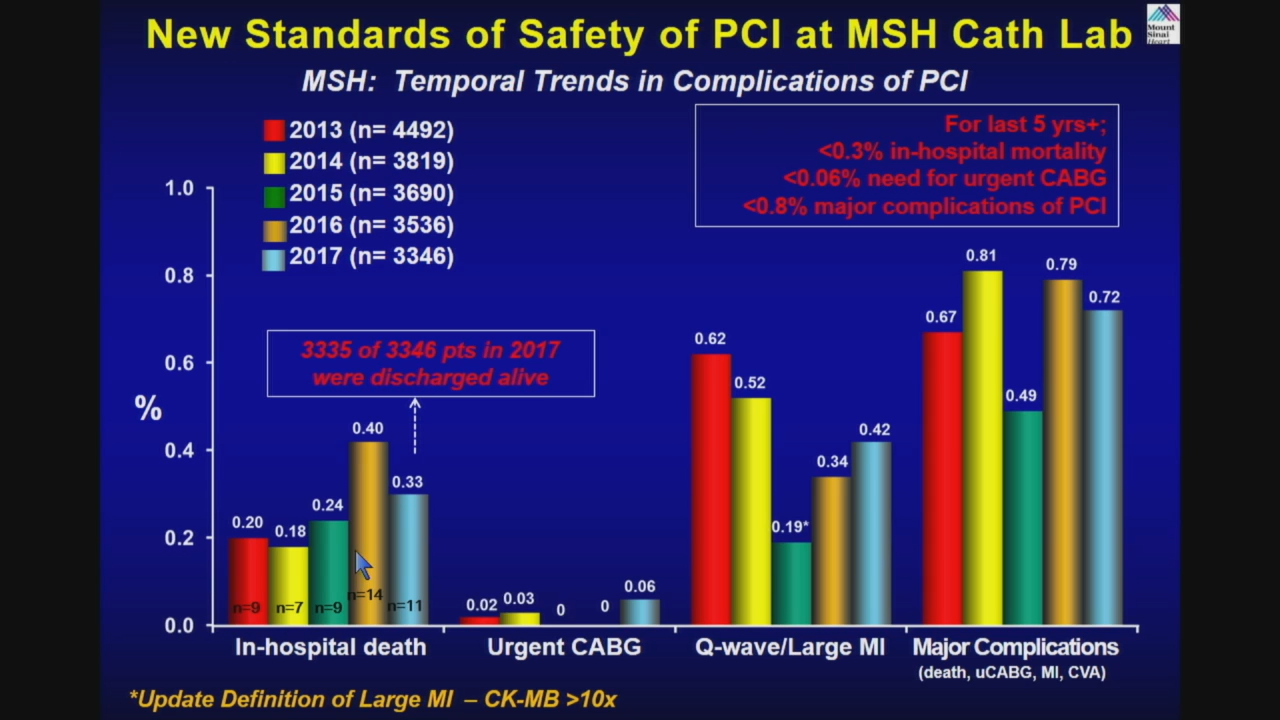 New Standards of Safety of PCI at MSH Cath Lab
Mount
Sinai
Heart
MSH: Temporal Trends in Complications of PCI
2013 (n= 4492)
2014 (n= 3819)
2015 (n= 3690)
2016 (n= 3536)
2017 (n= 3346)
For last 5 yrs+;
<0.3% in-hospital mortality
<0.06% need for urgent CABG
<0.8% major complications of PCI
3335 of 3346 pts in 2017
were discharged alive
%
1.0
0.8
0.6
0.4
0.2
0.0
0.20
0.18
0.24
0.40
0.33
n=9
n=7
n=9
n=14
n=11
0.02
0.03
0
0
0.06
0.62
0.52
0.19*
0.34
0.42
0.67
0.81
0.49
0.79
0.72
In-hospital death
Urgent CABG
Q-wave/Large MI
Major Complications
(death, uCABG, MI, CVA)
*Update Definition of Large MI – CK-MB >10x